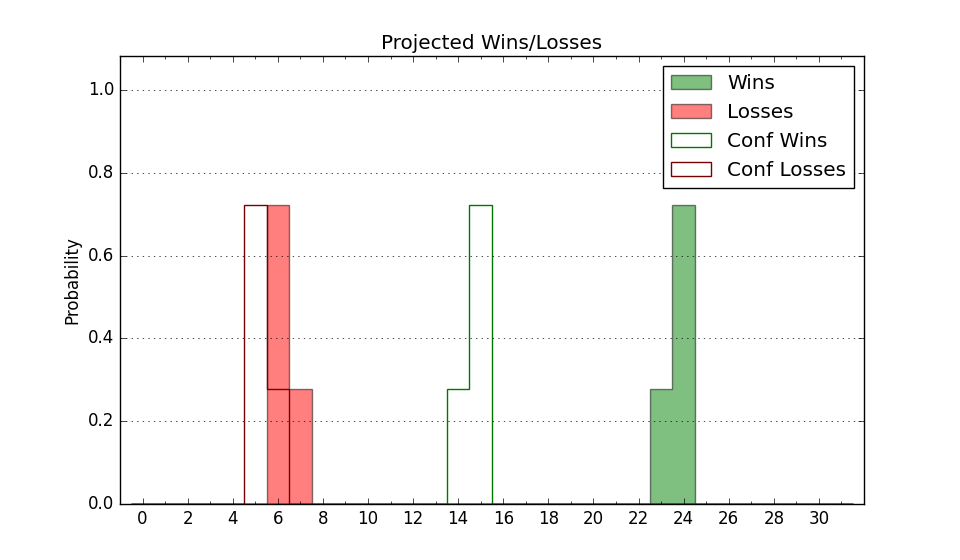 Projected Wins/Losses
Wins
Losses
Conf Wins
Conf Losses
Probability
1.0
0.8
0.6
0.4
0.2
0.0
0 2 4 6 8 10 12 14 16 18 20 22 24 26 28 30